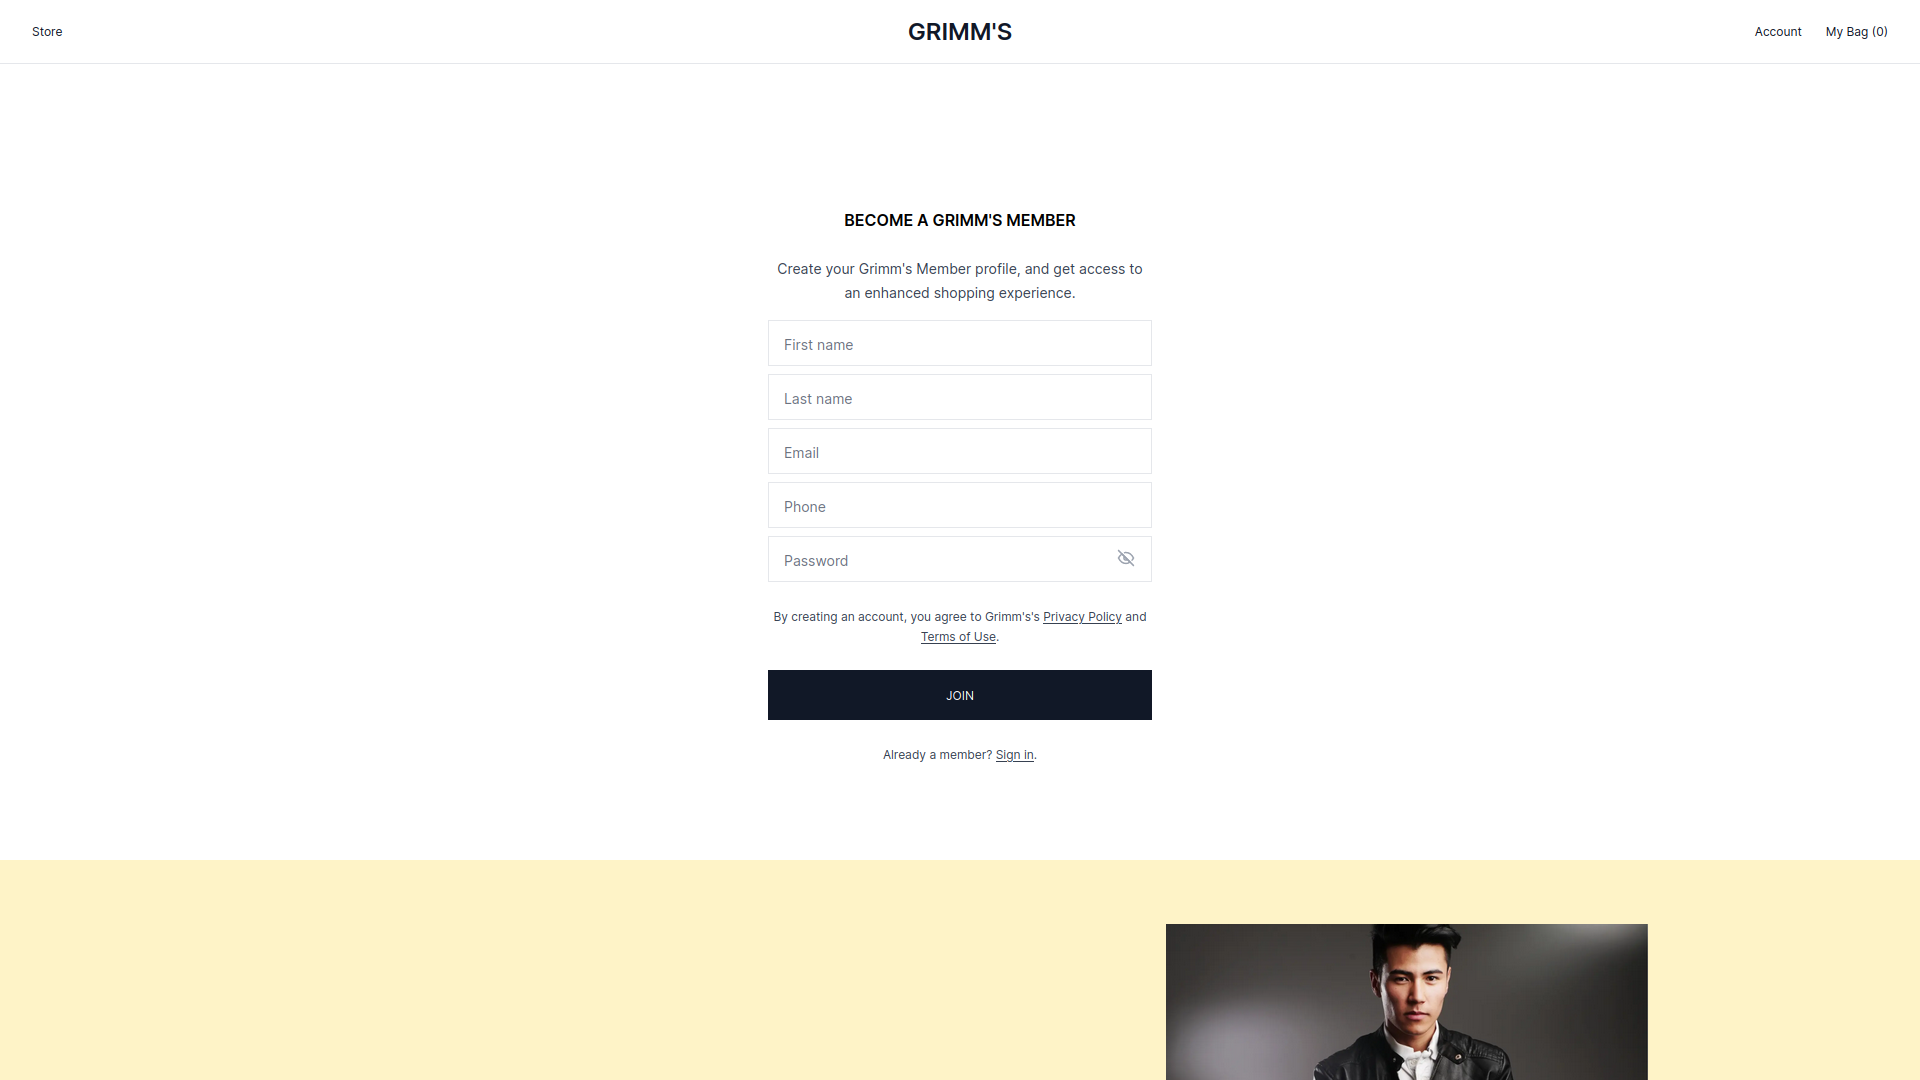 Store
GRIMM'S
Account
My Bag (0)
BECOME A GRIMM'S MEMBER
Create your Grimm's Member profile, and get access to
an enhanced shopping experience.
First name
Last name
Email
Phone
Password
By creating an account, you agree to Grimm's's Privacy Policy and
Terms of Use.
JOIN
Already a member? Sign in.